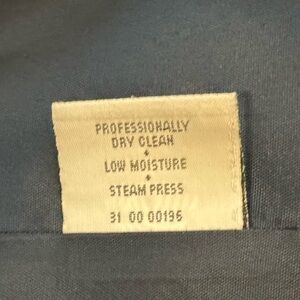 PROFESSIONALLY
DRY CLEAN
•
LOW MOISTURE
•
STEAM PRESS
31 00 00196